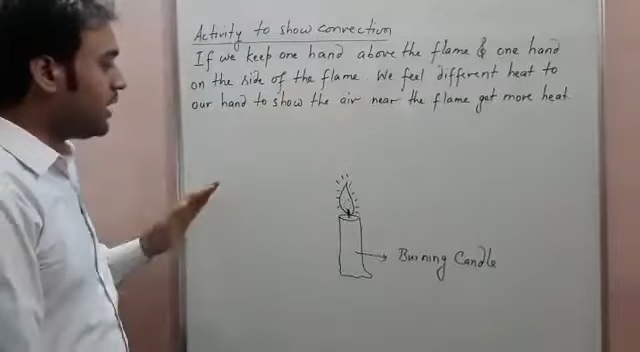 Activity to show convection
If we keep one hand above the flame & one hand
on the side of the flame. We feel different heat to
our hand to show the air near the flame get more heat.
Burning Candle